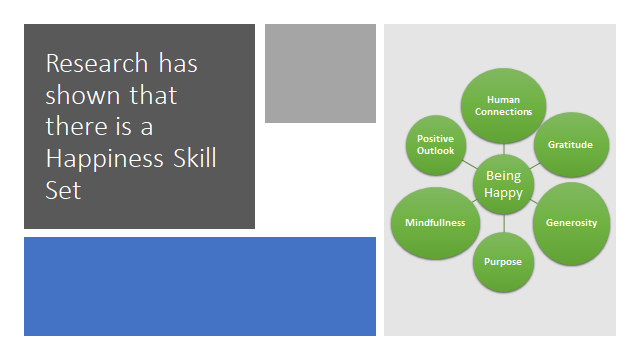 Research has
shown that
there is a
Happiness Skill
Set
Human
Connections
Gratitude
Generosity
Purpose
Mindfullness
Positive
Outlook
Being
Happy